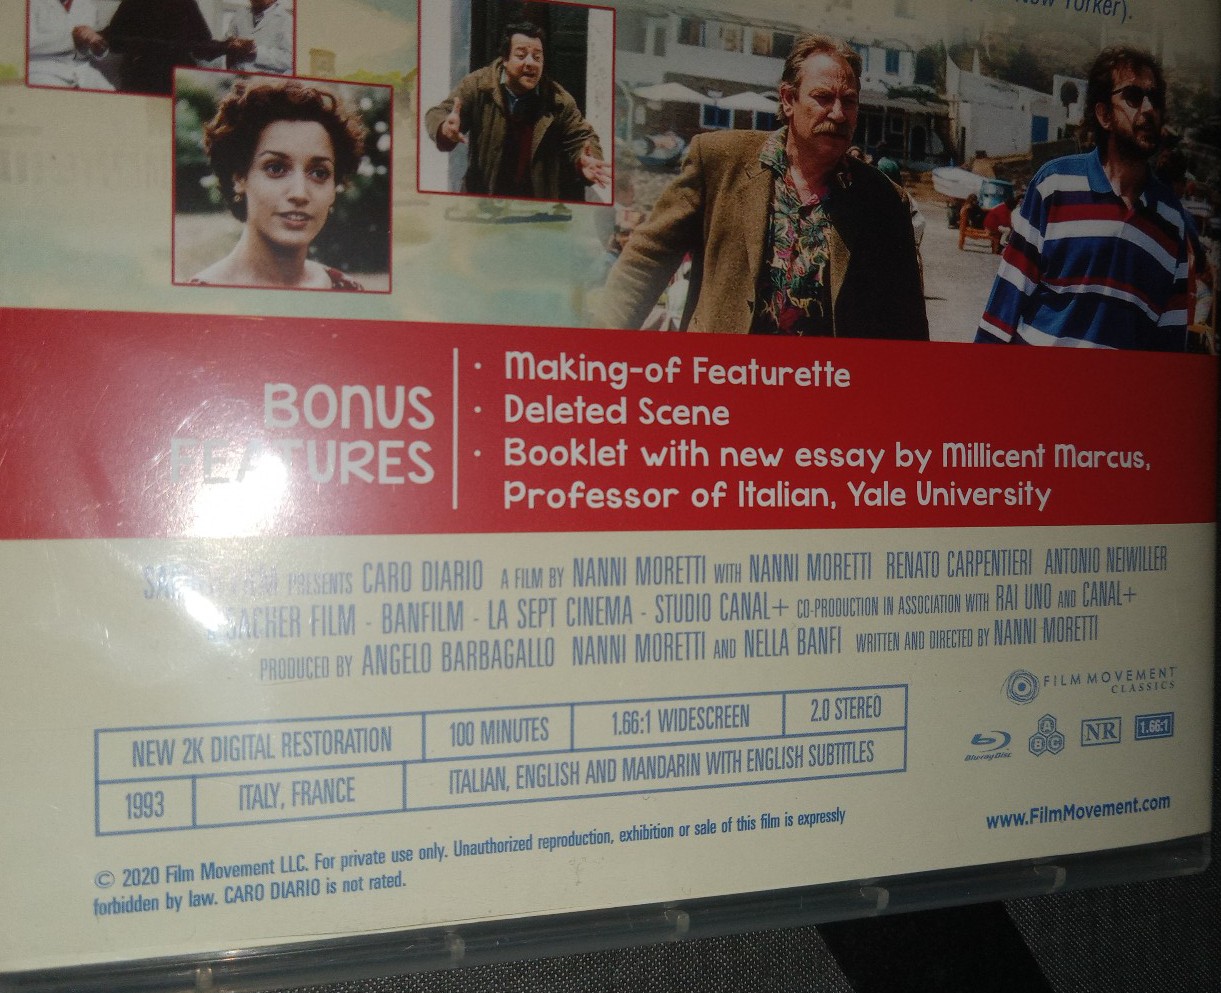 New Yorker).
BONUS
FEATURES
· Making-of Featurette
· Deleted Scene
· Booklet with new essay by Millicent Marcus,
Professor of Italian, Yale University
PRESENTS CARO DIARIO A FILM BY NANNI MORETTI WITH NANNI MORETTI RENATO CARPENTIERI ANTONIO NEIWILLER
SACHER FILM - BANFILM - LA SEPT CINEMA - STUDIO CANAL+ CO-PRODUCTION IN ASSOCIATION WITH RAI UNO AND CANAL+
PRODUCED BY ANGELO BARBAGALLO NANNI MORETTI AND NELLA BANFI WRITTEN AND DIRECTED BY NANNI MORETTI
FILM MOVEMENT
CLASSICS
NEW 2K DIGITAL RESTORATION 100 MINUTES 1.66:1 WIDESCREEN 2.0 STEREO
1993 ITALY, FRANCE ITALIAN, ENGLISH AND MANDARIN WITH ENGLISH SUBTITLES
Blu-ray Disc A B C NR 1.66:1
www.FilmMovement.com
© 2020 Film Movement LLC. For private use only. Unauthorized reproduction, exhibition or sale of this film is expressly
forbidden by law. CARO DIARIO is not rated.